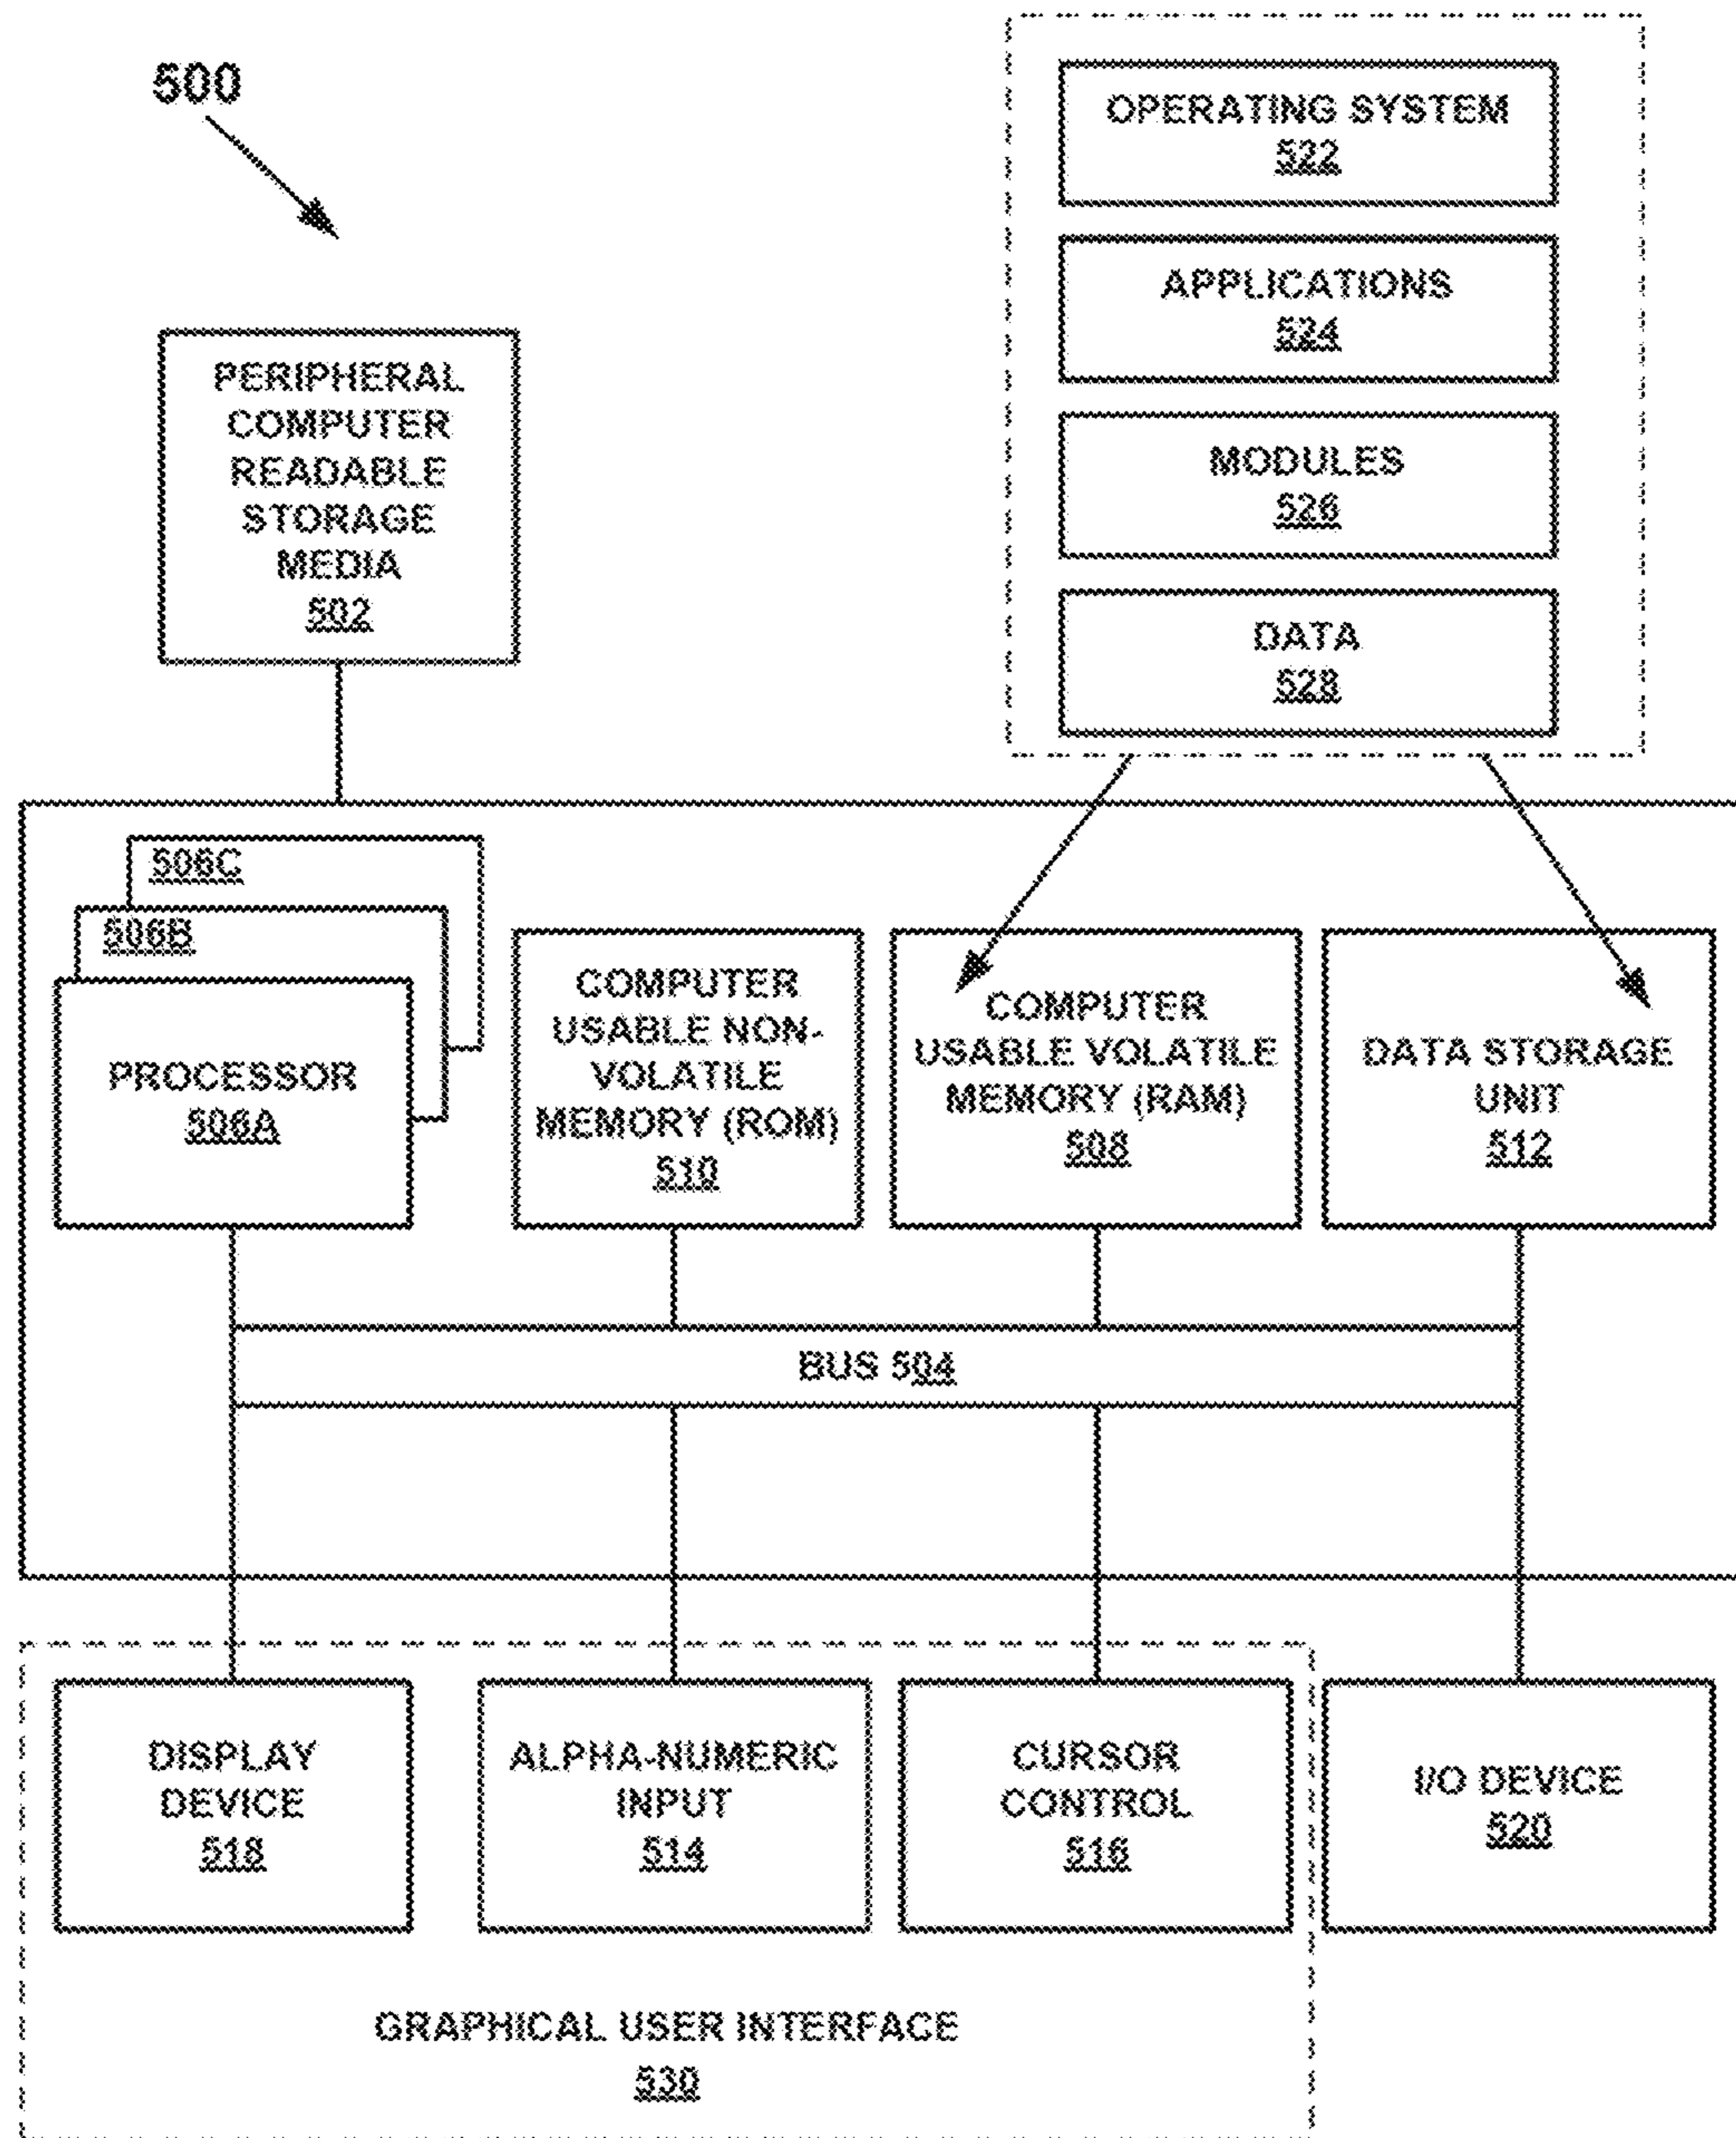 500
OPERATING SYSTEM
522
APPLICATIONS
524
MODULES
526
DATA
528
PERIPHERAL
COMPUTER
READABLE
STORAGE
MEDIA
502
506C
506B
PROCESSOR
506A
COMPUTER
USABLE NON-
VOLATILE
MEMORY (ROM)
510
COMPUTER
USABLE VOLATILE
MEMORY (RAM)
508
DATA STORAGE
UNIT
512
BUS 504
DISPLAY
DEVICE
518
ALPHA-NUMERIC
INPUT
514
CURSOR
CONTROL
516
I/O DEVICE
520
GRAPHICAL USER INTERFACE
530